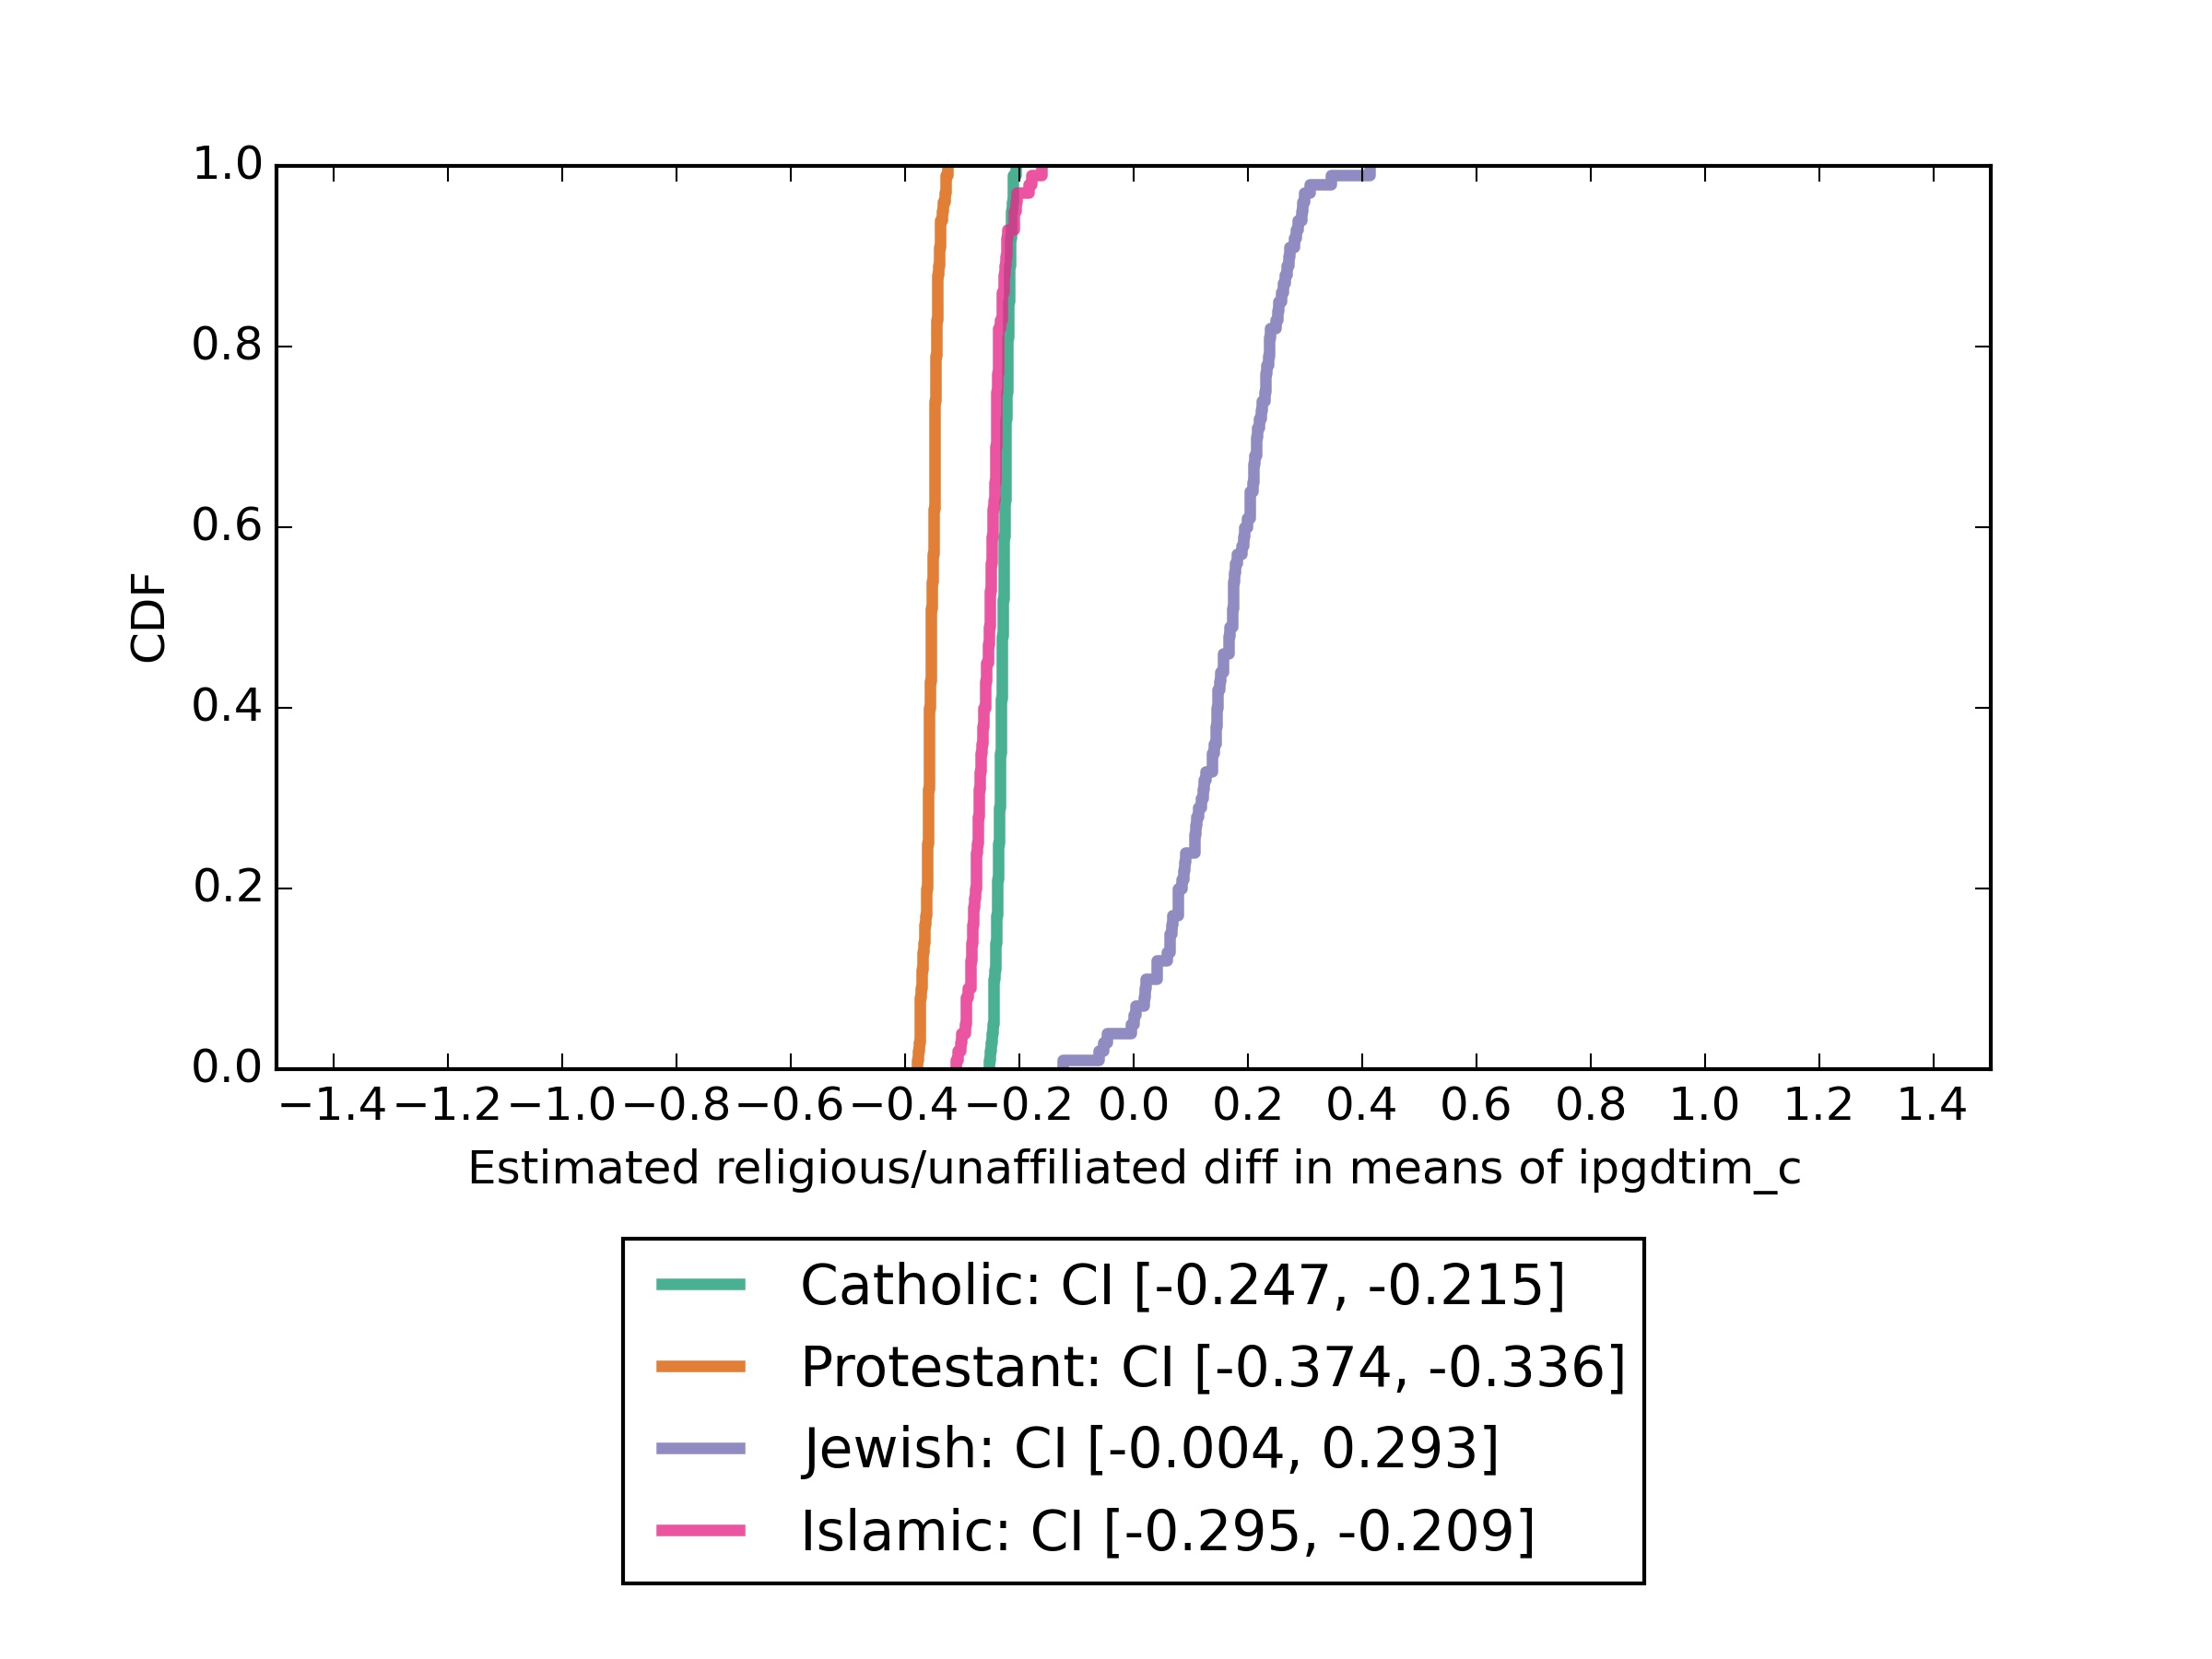 1.0
0.8
0.6
0.4
0.2
0.0
CDF
−1.4 −1.2 −1.0 −0.8 −0.6 −0.4 −0.2 0.0 0.2 0.4 0.6 0.8 1.0 1.2 1.4
Estimated religious/unaffiliated diff in means of ipgdtim_c
Catholic: CI [-0.247, -0.215]
Protestant: CI [-0.374, -0.336]
Jewish: CI [-0.004, 0.293]
Islamic: CI [-0.295, -0.209]